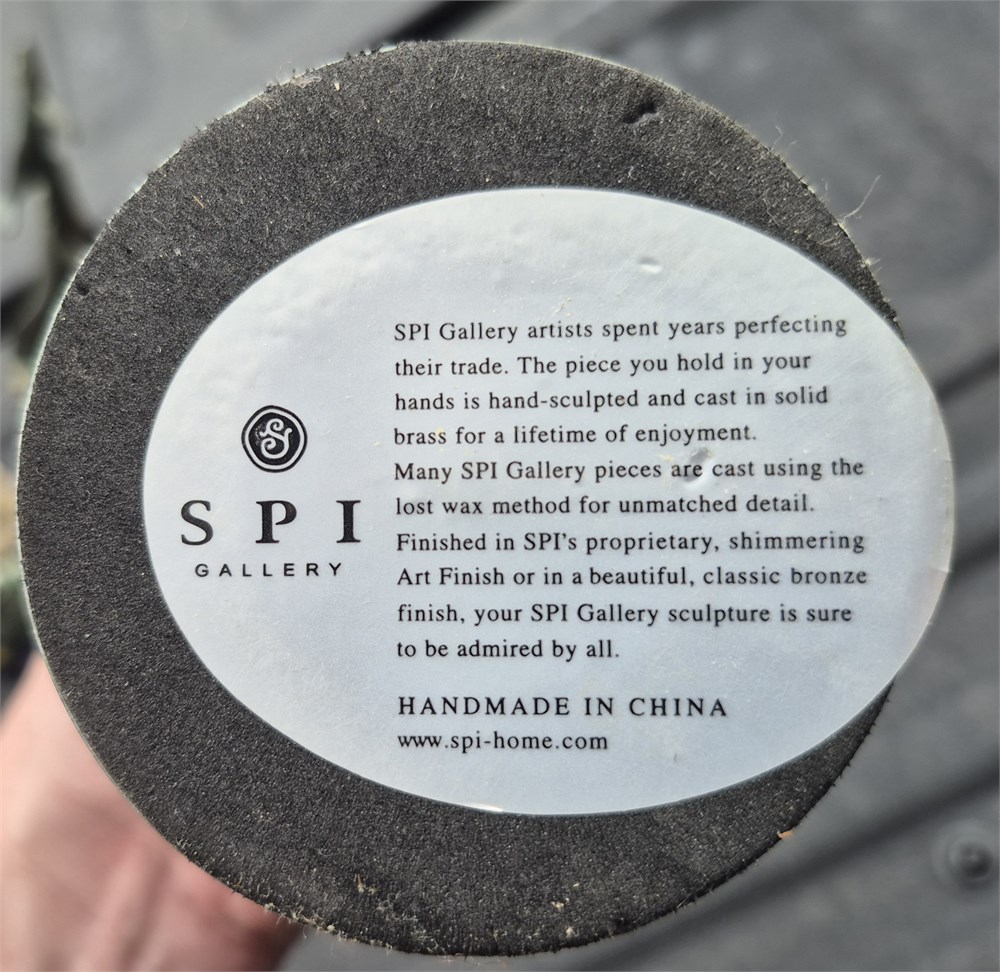 SPI
GALLERY
SPI Gallery artists spent years perfecting
their trade. The piece you hold in your
hands is hand-sculpted and cast in solid
brass for a lifetime of enjoyment.
Many SPI Gallery pieces are cast using the
lost wax method for unmatched detail.
Finished in SPI's proprietary, shimmering
Art Finish or in a beautiful, classic bronze
finish, your SPI Gallery sculpture is sure
to be admired by all.
HANDMADE IN CHINA
www.spi-home.com